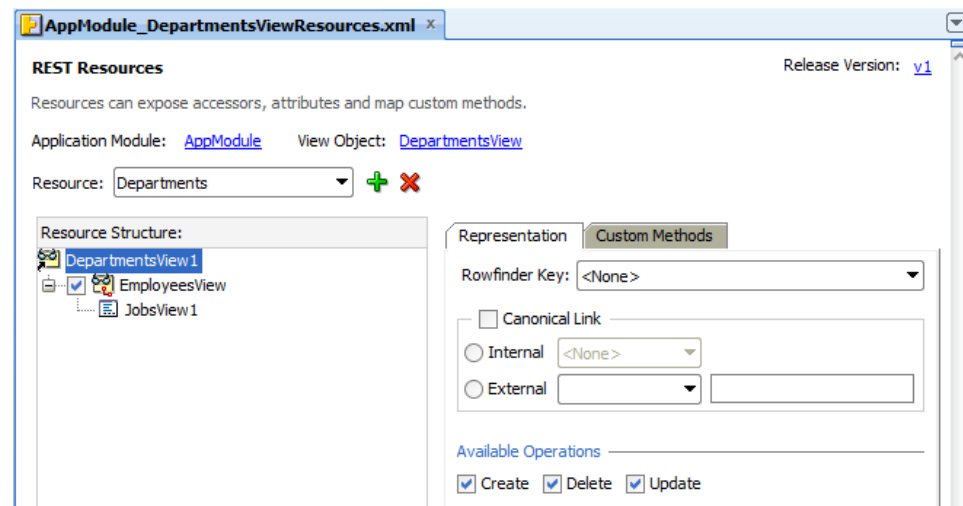 AppModule_DepartmentsViewResources.xml x
REST Resources
Release Version: v1
Resources can expose accessors, attributes and map custom methods.
Application Module: AppModule View Object: DepartmentsView
Resource: Departments
Resource Structure:
DepartmentsView1
EmployeesView
JobsView1
Representation Custom Methods
Rowfinder Key: <None>
Canonical Link
Internal <None>
External
Available Operations
Create Delete Update